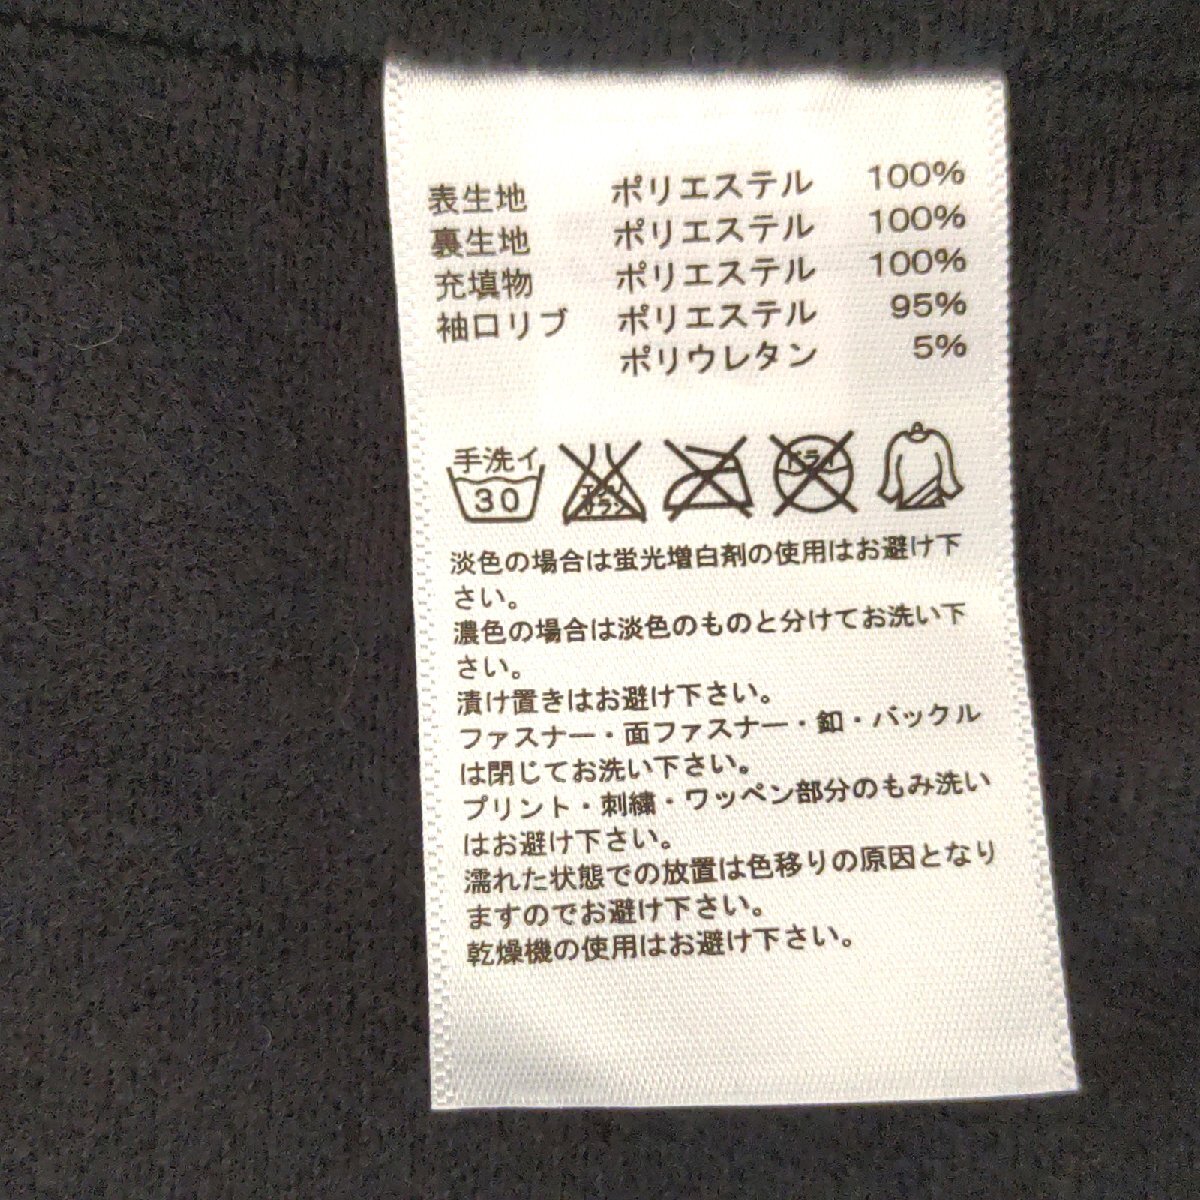 表生地 ポリエステル 100%
裏生地 ポリエステル 100%
充填物 ポリエステル 100%
袖口リブ ポリエステル 95%
ポリウレタン 5%
手洗イ
30
エンソサラシ
ドライ
淡色の場合は蛍光増白剤の使用はお避け下
さい。
濃色の場合は淡色のものと分けてお洗い下
さい。
漬け置きはお避け下さい。
ファスナー・面ファスナー・釦・バックル
は閉じてお洗い下さい。
プリント・刺繍・ワッペン部分のもみ洗い
はお避け下さい。
濡れた状態での放置は色移りの原因となり
ますのでお避け下さい。
乾燥機の使用はお避け下さい。